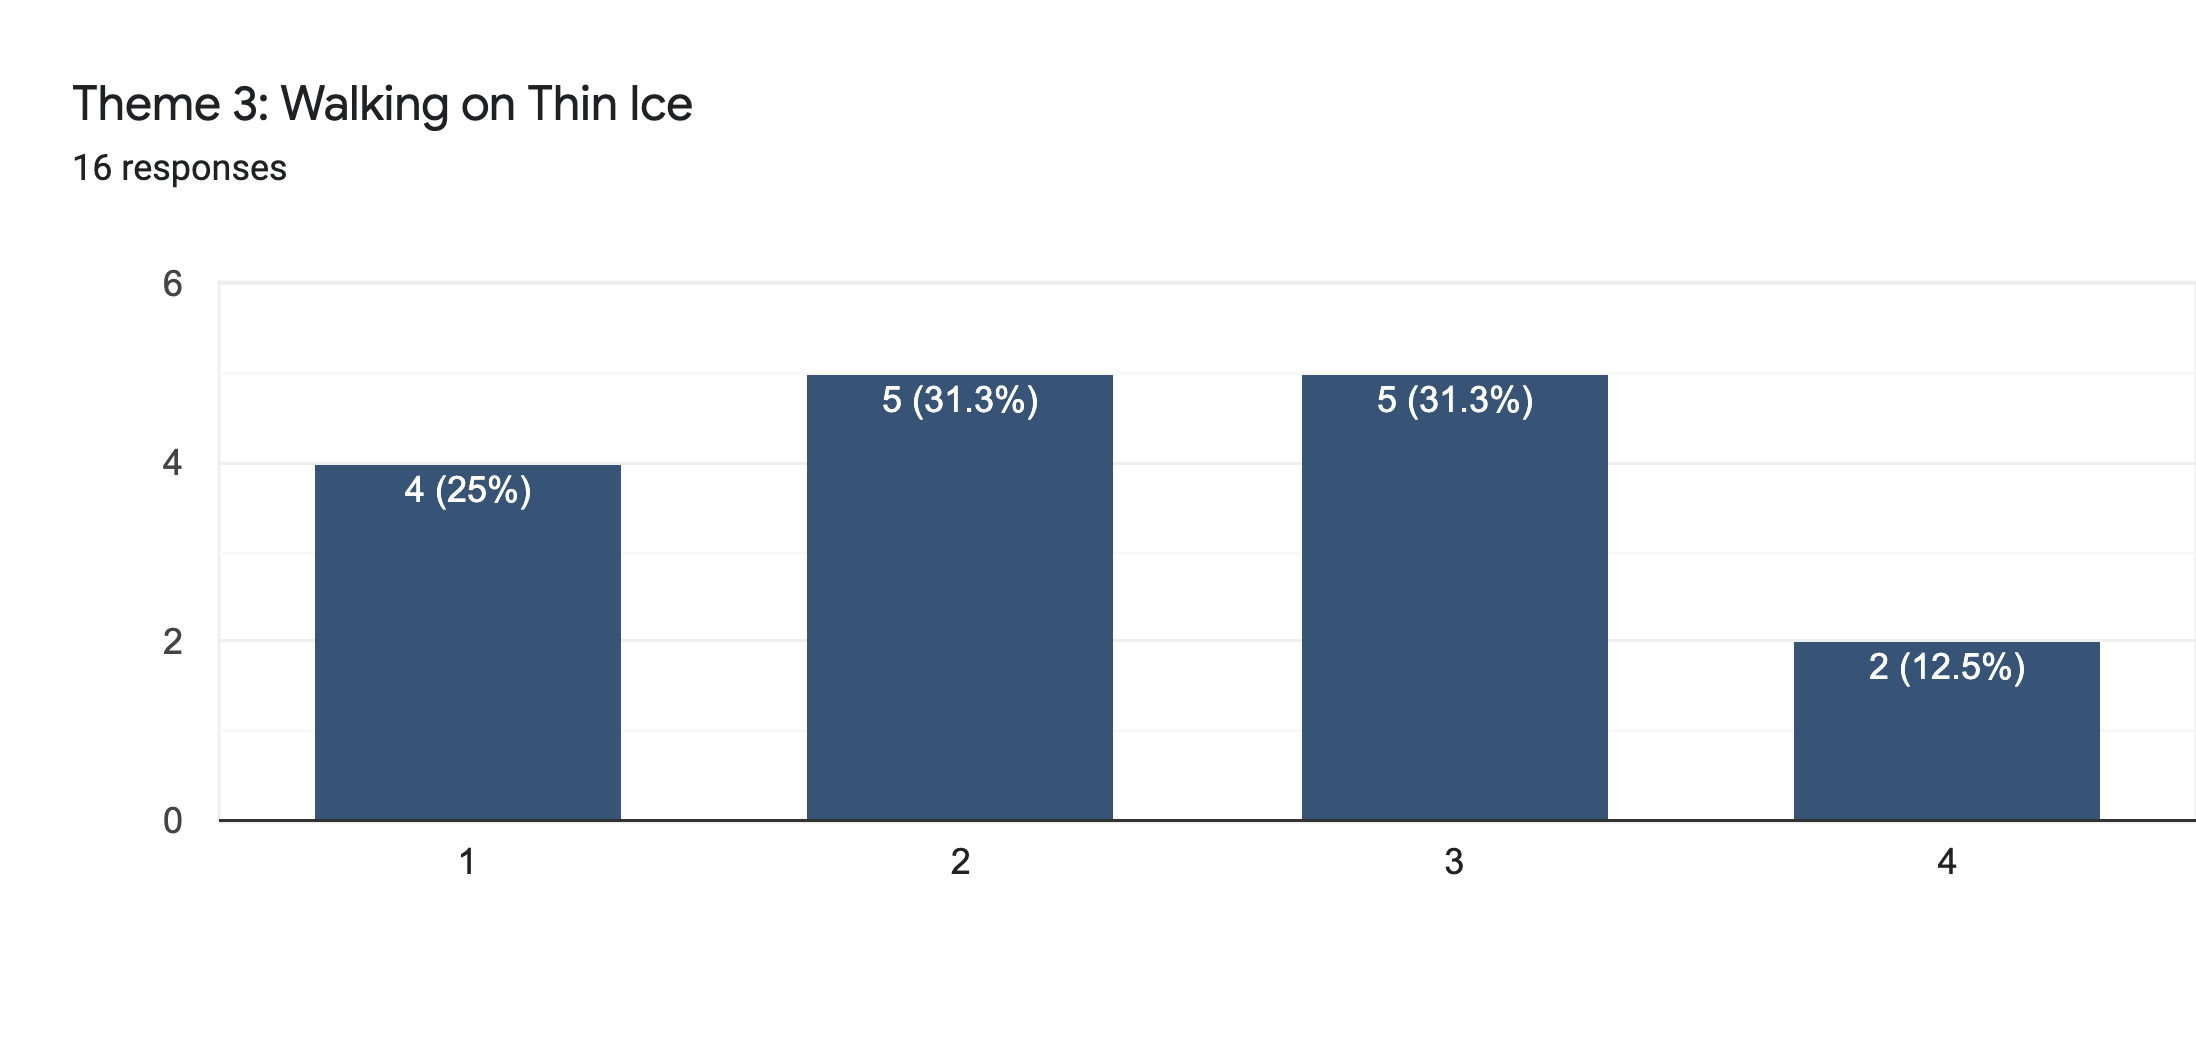 Theme 3: Walking on Thin Ice
16 responses
6
5 (31.3%) 5 (31.3%)
4
4 (25%)
2
2 (12.5%)
0
1 2 3 4